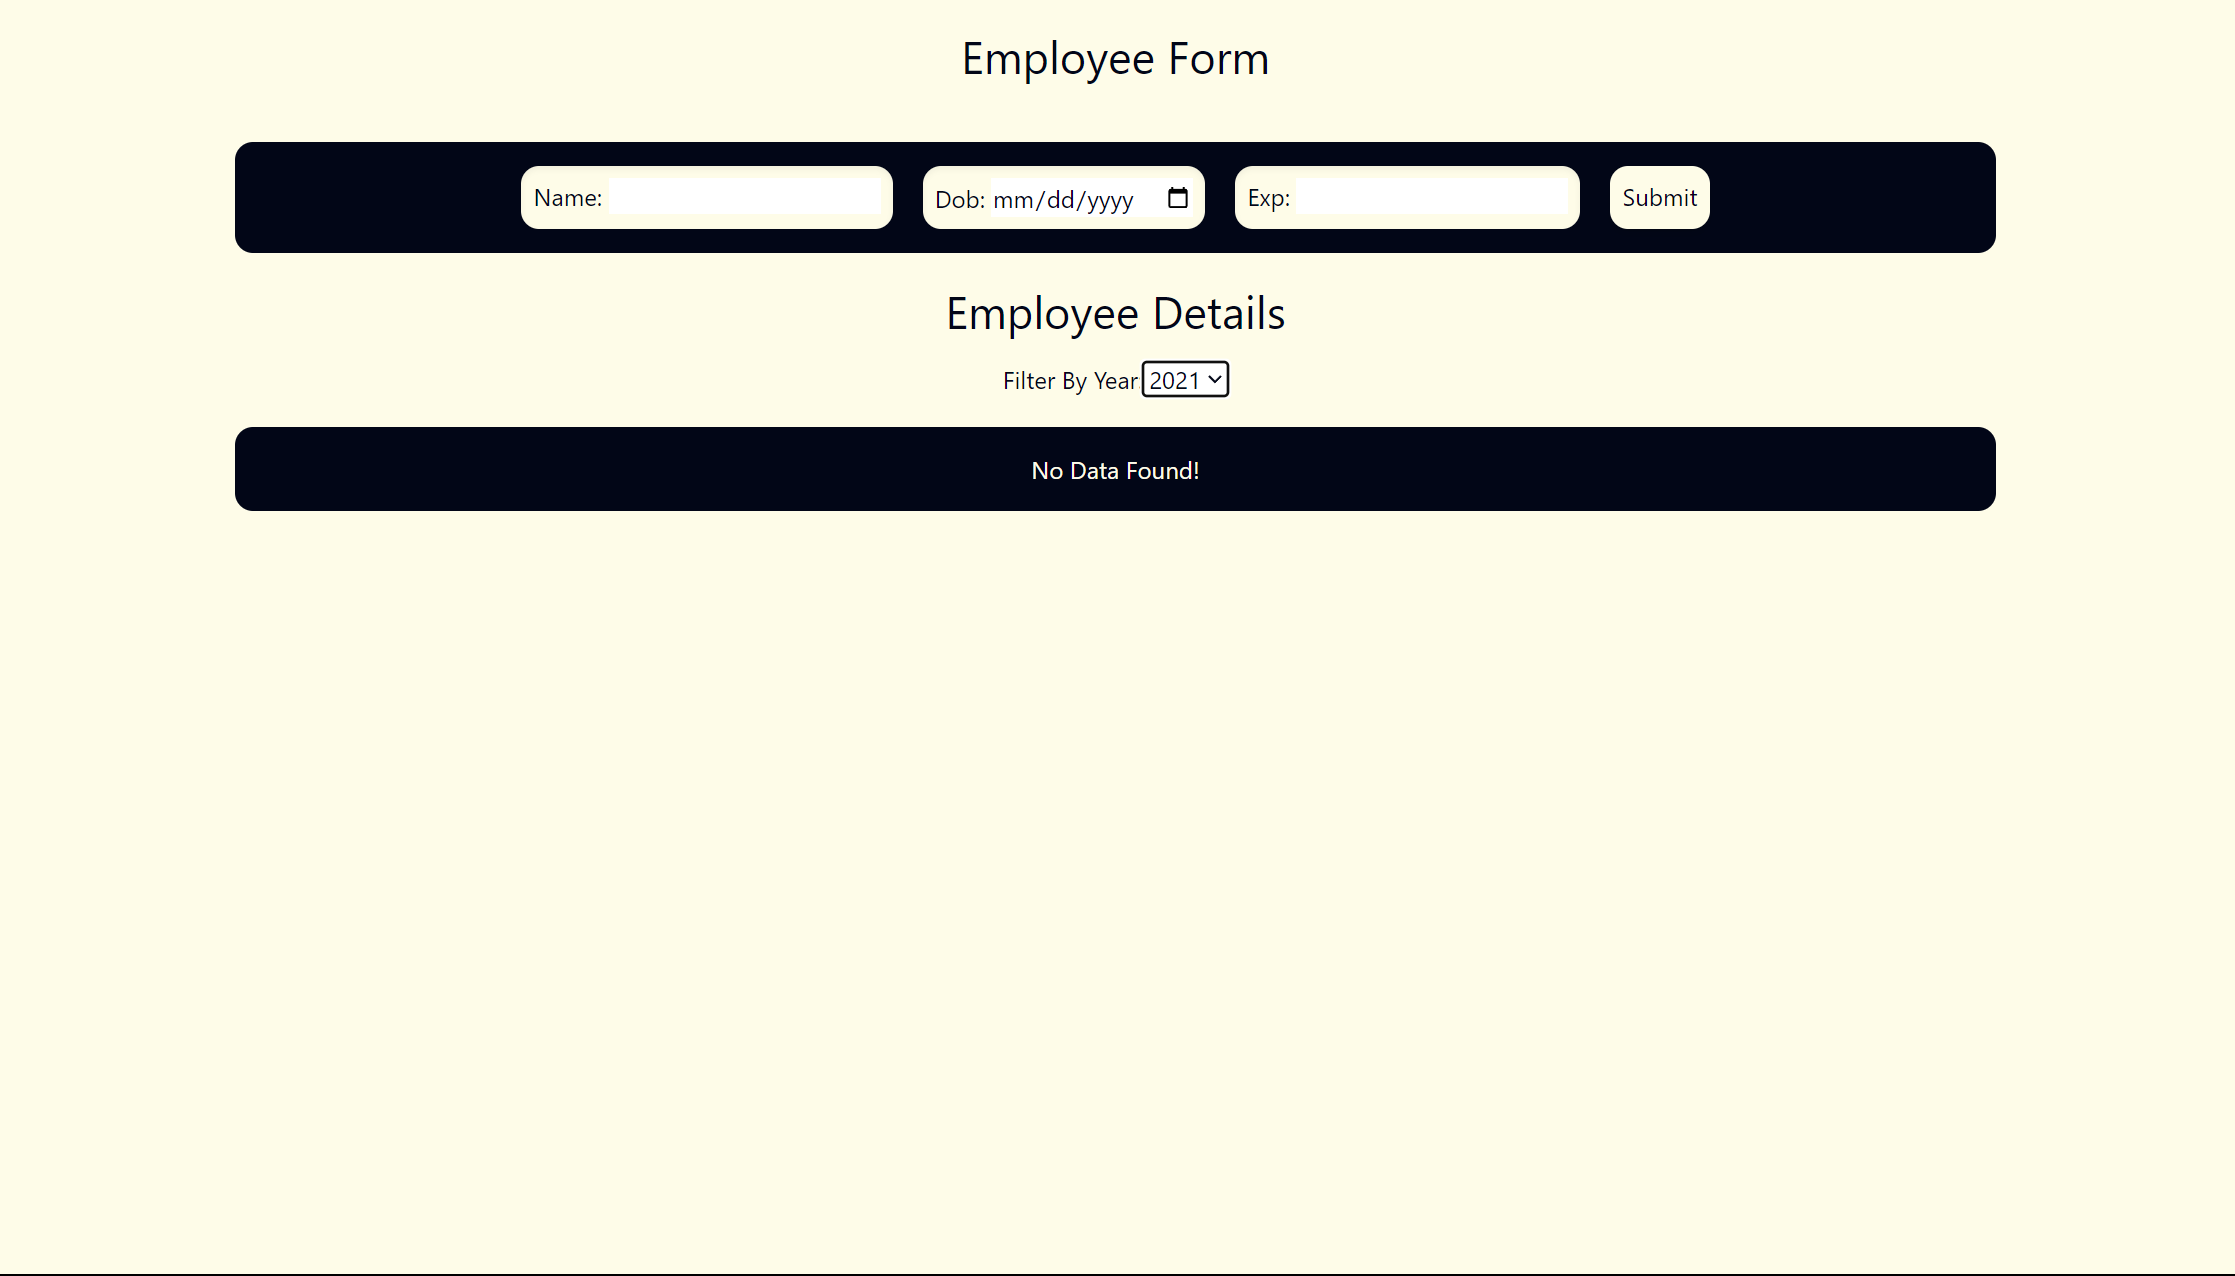 Employee Form
Name: Dob: mm/dd/yyyy Exp: Submit
Employee Details
Filter By Year: 2021
No Data Found!